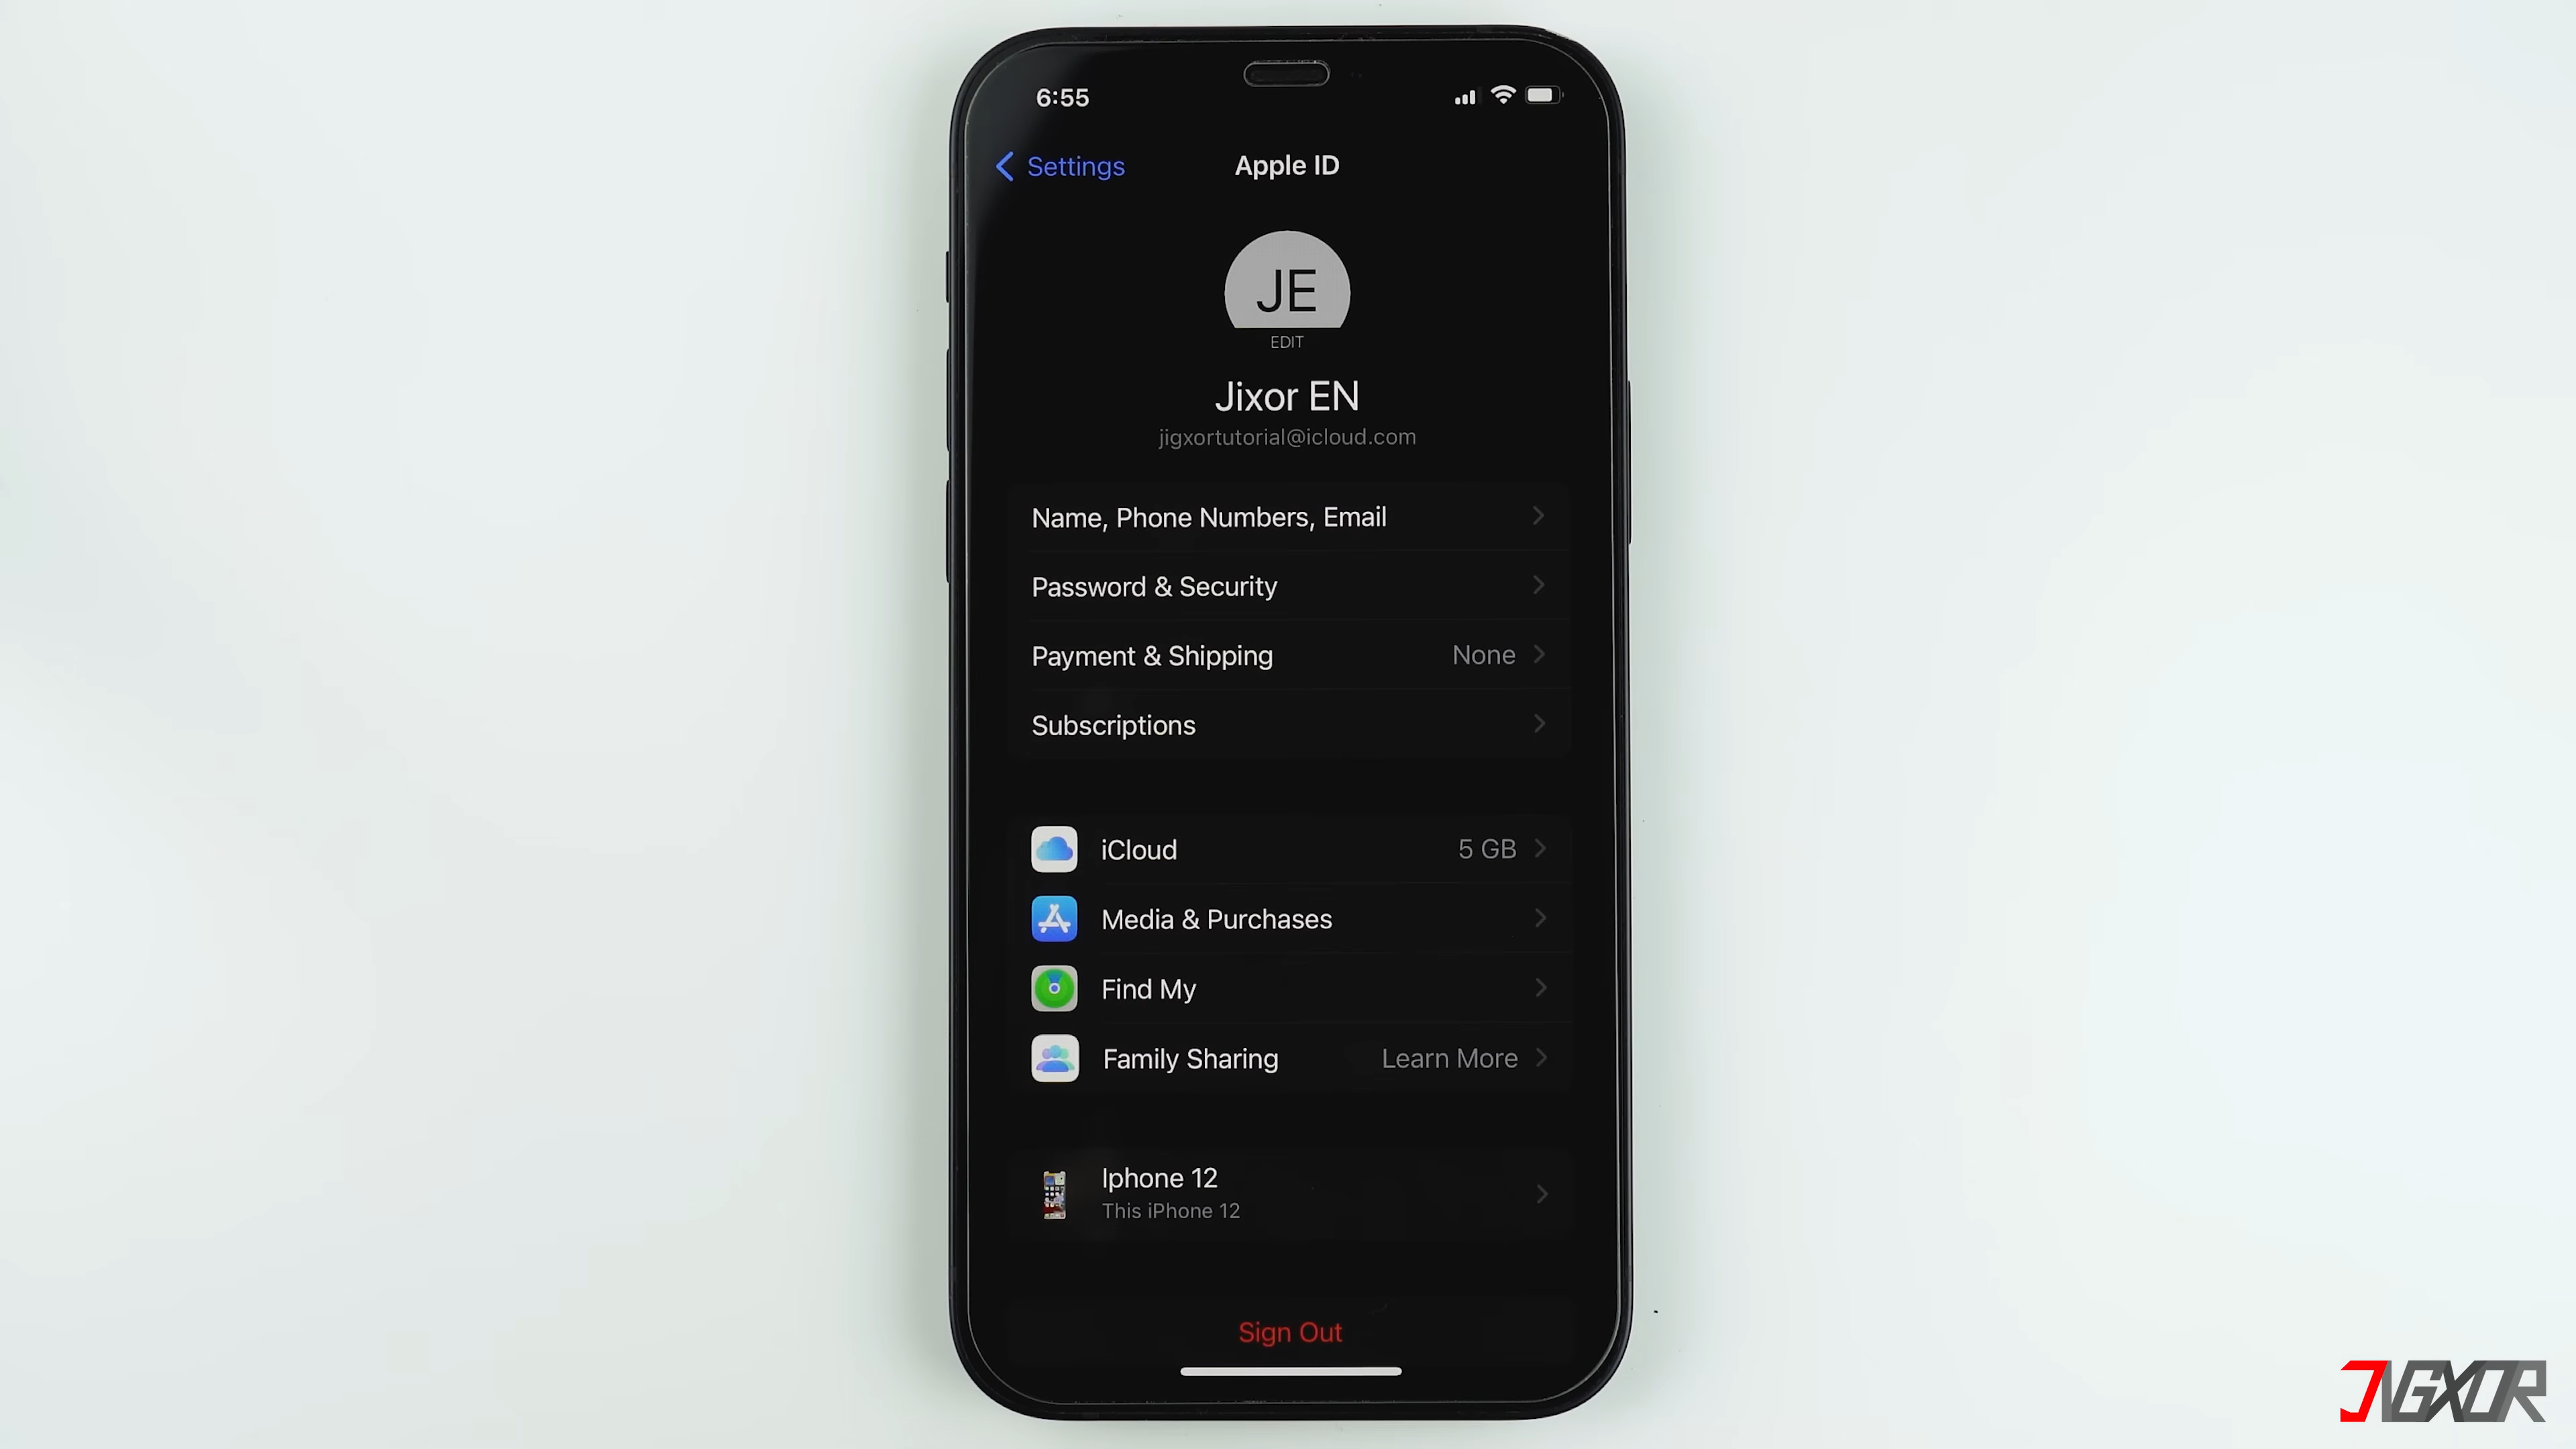 6:55
Settings
Apple ID
JE
EDIT
Jixor EN
jigxortutorial@icloud.com
Name, Phone Numbers, Email
Password & Security
Payment & Shipping None
Subscriptions
iCloud 5 GB
Media & Purchases
Find My
Family Sharing Learn More
Iphone 12
This iPhone 12
Sign Out
JIGXOR